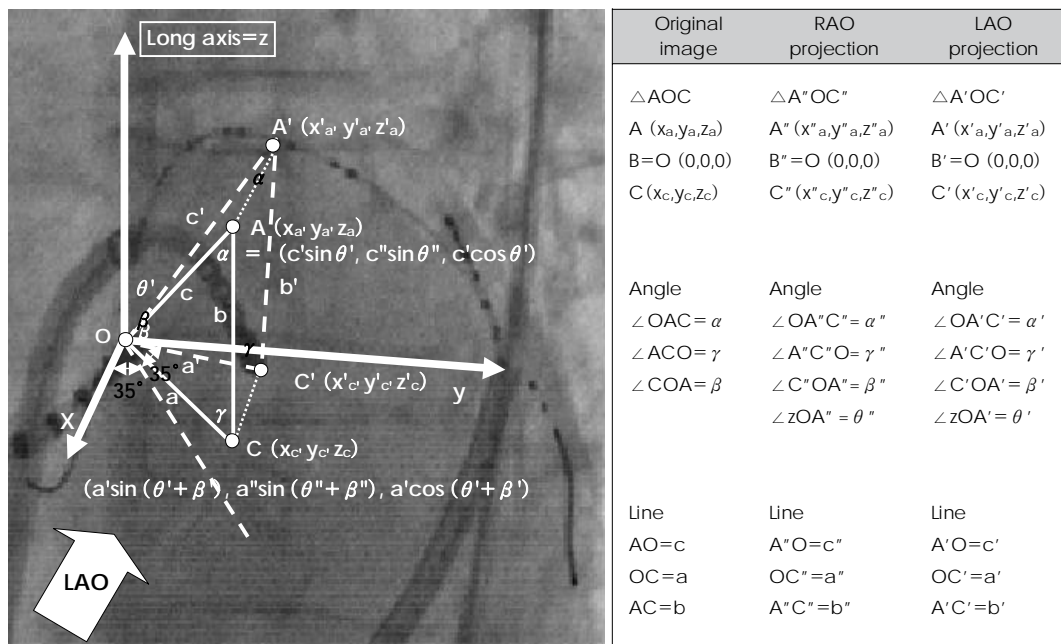 Long axis=z
A' (x'a, y'a, z'a)
α
c'
A (xa, ya, za)
α = (c'sinθ', c"sinθ", c'cosθ')
θ'
c
b'
β
b
O
β'
γ'
a'
C' (x'c, y'c, z'c)
y
35°
35°
a
X
γ
C (xc, yc, zc)
(a'sin (θ'+β'), a"sin (θ"+β"), a'cos (θ'+β')
LAO
Original image
RAO projection
LAO projection
△AOC
△A"OC"
△A'OC'
A (xa,ya,za)
A" (x"a,y"a,z"a)
A' (x'a,y'a,z'a)
B=O (0,0,0)
B"=O (0,0,0)
B'=O (0,0,0)
C (xc,yc,zc)
C" (x"c,y"c,z"c)
C' (x'c,y'c,z'c)
Angle
Angle
Angle
∠OAC=α
∠OA"C"=α"
∠OA'C'=α'
∠ACO=γ
∠A"C"O=γ"
∠A'C'O=γ'
∠COA=β
∠C"OA"=β"
∠C'OA'=β'
∠zOA"=θ"
∠zOA'=θ'
Line
Line
Line
AO=c
A"O=c"
A'O=c'
OC=a
OC"=a"
OC'=a'
AC=b
A"C"=b"
A'C'=b'